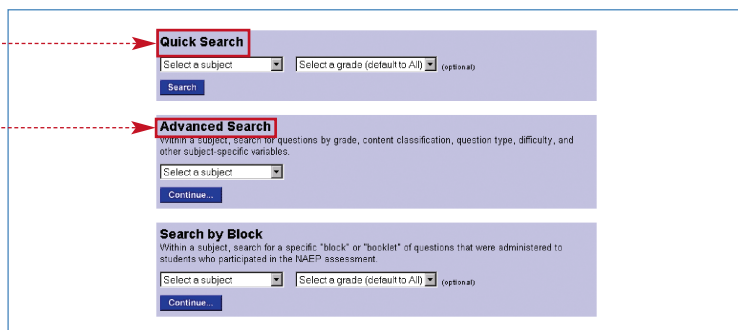 Quick Search
Select a subject Select a grade (default to All) (optional)
Search
Advanced Search
Within a subject, search for questions by grade, content classification, question type, difficulty, and
other subject-specific variables.
Select a subject
Continue...
Search by Block
Within a subject, search for a specific "block" or "booklet" of questions that were administered to
students who participated in the NAEP assessment.
Select a subject Select a grade (default to All) (optional)
Continue...